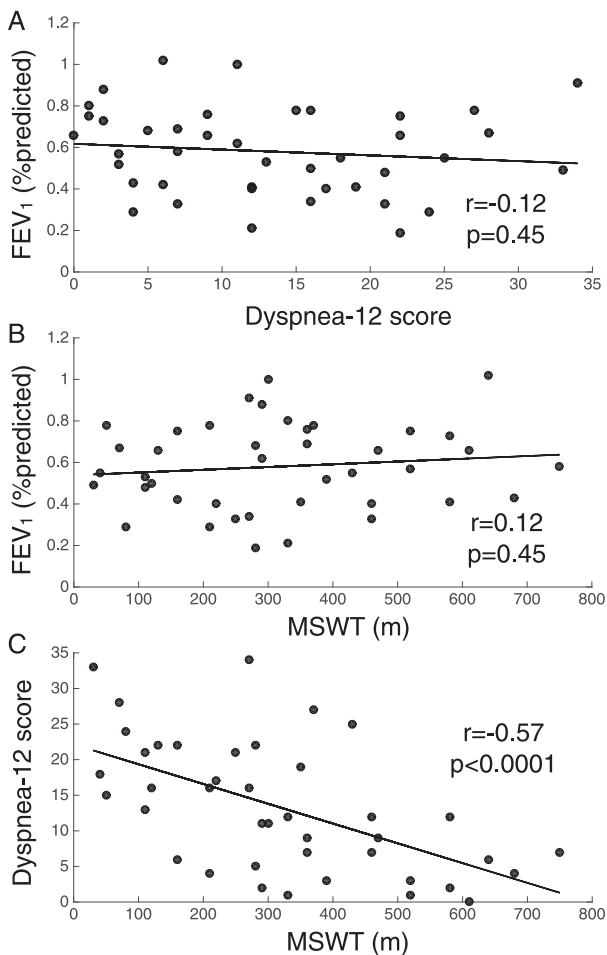 A
FEV₁ (%predicted)
1.2
1
0.8
0.6
0.4
0.2
0
r=-0.12
p=0.45
0 5 10 15 20 25 30 35
Dyspnea-12 score
B
FEV₁ (%predicted)
1.2
1
0.8
0.6
0.4
0.2
0
r=0.12
p=0.45
0 100 200 300 400 500 600 700 800
MSWT (m)
C
Dyspnea-12 score
35
30
25
20
15
10
5
0
r=-0.57
p<0.0001
0 100 200 300 400 500 600 700 800
MSWT (m)